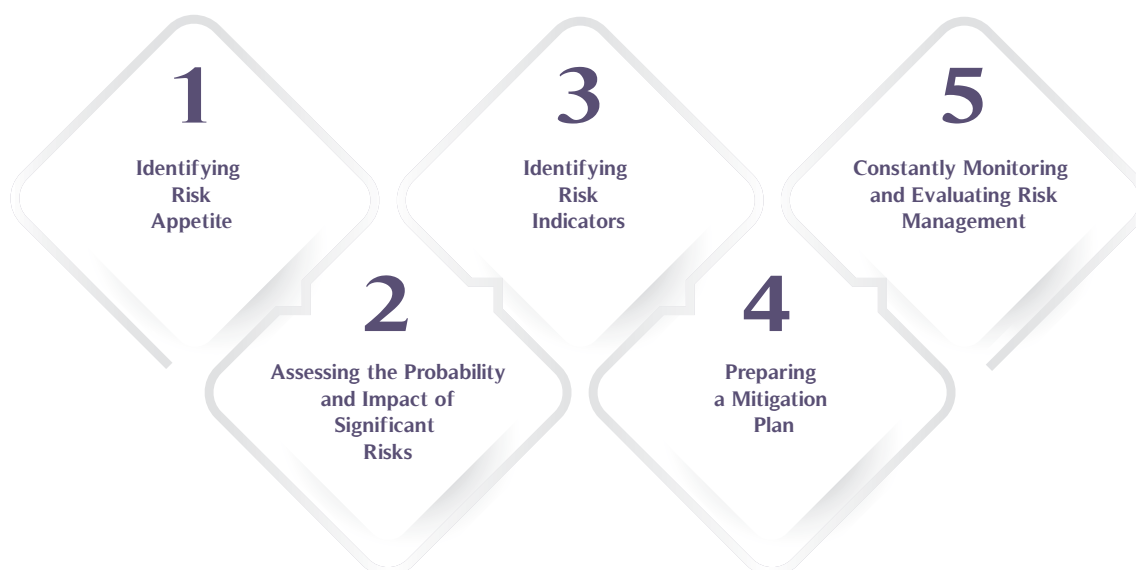 1
Identifying
Risk
Appetite
2
Assessing the Probability
and Impact of
Significant
Risks
3
Identifying
Risk
Indicators
4
Preparing
a Mitigation
Plan
5
Constantly Monitoring
and Evaluating Risk
Management